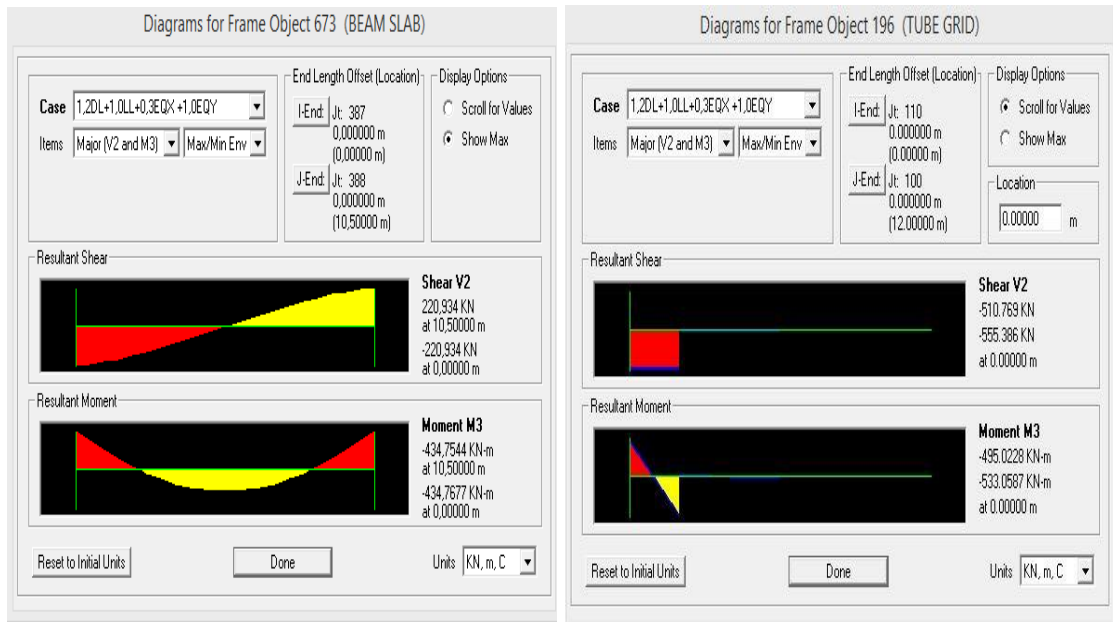 Diagrams for Frame Object 673 (BEAM SLAB)
Case 1,2DL+1,0LL+0,3EQX +1,0EQY
Items Major (V2 and M3) Max/Min Env
End Length Offset (Location)
I-End: Jt: 387
0,000000 m
(0,00000 m)
J-End: Jt: 388
0,000000 m
(10,50000 m)
Display Options
Scroll for Values
Show Max
Resultant Shear
Shear V2
220,934 KN
at 10,50000 m
-220,934 KN
at 0,00000 m
Resultant Moment
Moment M3
-434,7544 KN-m
at 10,50000 m
-434,7677 KN-m
at 0,00000 m
Reset to Initial Units
Done
Units KN, m, C
Diagrams for Frame Object 196 (TUBE GRID)
Case 1,2DL+1,0LL+0,3EQX +1,0EQY
Items Major (V2 and M3) Max/Min Env
End Length Offset (Location)
I-End: Jt: 110
0.000000 m
(0.00000 m)
J-End: Jt: 100
0.000000 m
(12.00000 m)
Display Options
Scroll for Values
Show Max
Location
0.00000 m
Resultant Shear
Shear V2
-510.769 KN
-555.386 KN
at 0.00000 m
Resultant Moment
Moment M3
-495.0228 KN-m
-533.0587 KN-m
at 0.00000 m
Reset to Initial Units
Done
Units KN, m, C